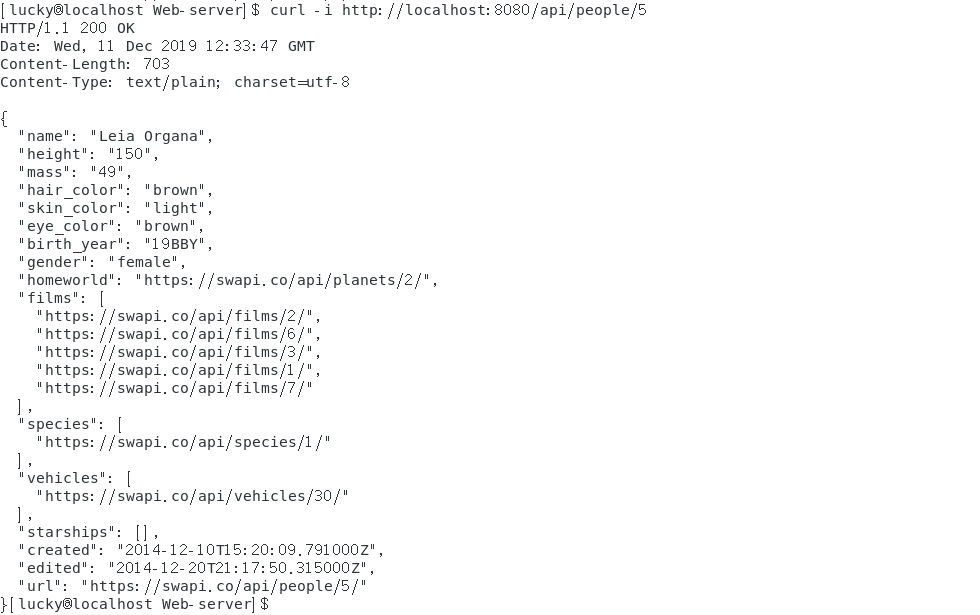 [lucky@localhost Web-server]$ curl -i http://localhost:8080/api/people/5
HTTP/1.1 200 OK
Date: Wed, 11 Dec 2019 12:33:47 GMT
Content-Length: 703
Content-Type: text/plain; charset=utf-8

{
  "name": "Leia Organa",
  "height": "150",
  "mass": "49",
  "hair_color": "brown",
  "skin_color": "light",
  "eye_color": "brown",
  "birth_year": "19BBY",
  "gender": "female",
  "homeworld": "https://swapi.co/api/planets/2/",
  "films": [
    "https://swapi.co/api/films/2/",
    "https://swapi.co/api/films/6/",
    "https://swapi.co/api/films/3/",
    "https://swapi.co/api/films/1/",
    "https://swapi.co/api/films/7/"
  ],
  "species": [
    "https://swapi.co/api/species/1/"
  ],
  "vehicles": [
    "https://swapi.co/api/vehicles/30/"
  ],
  "starships": [],
  "created": "2014-12-10T15:20:09.791000Z",
  "edited": "2014-12-20T21:17:50.315000Z",
  "url": "https://swapi.co/api/people/5/"
}[lucky@localhost Web-server]$